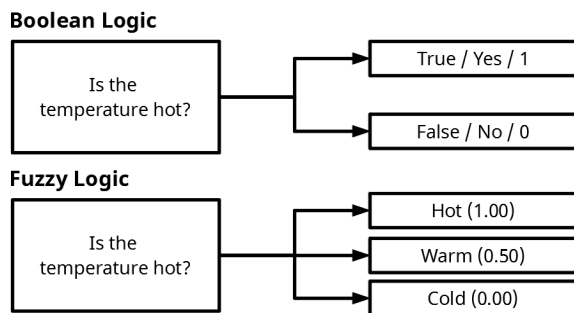 Boolean Logic
Is the
temperature hot?
True / Yes / 1
False / No / 0
Fuzzy Logic
Is the
temperature hot?
Hot (1.00)
Warm (0.50)
Cold (0.00)